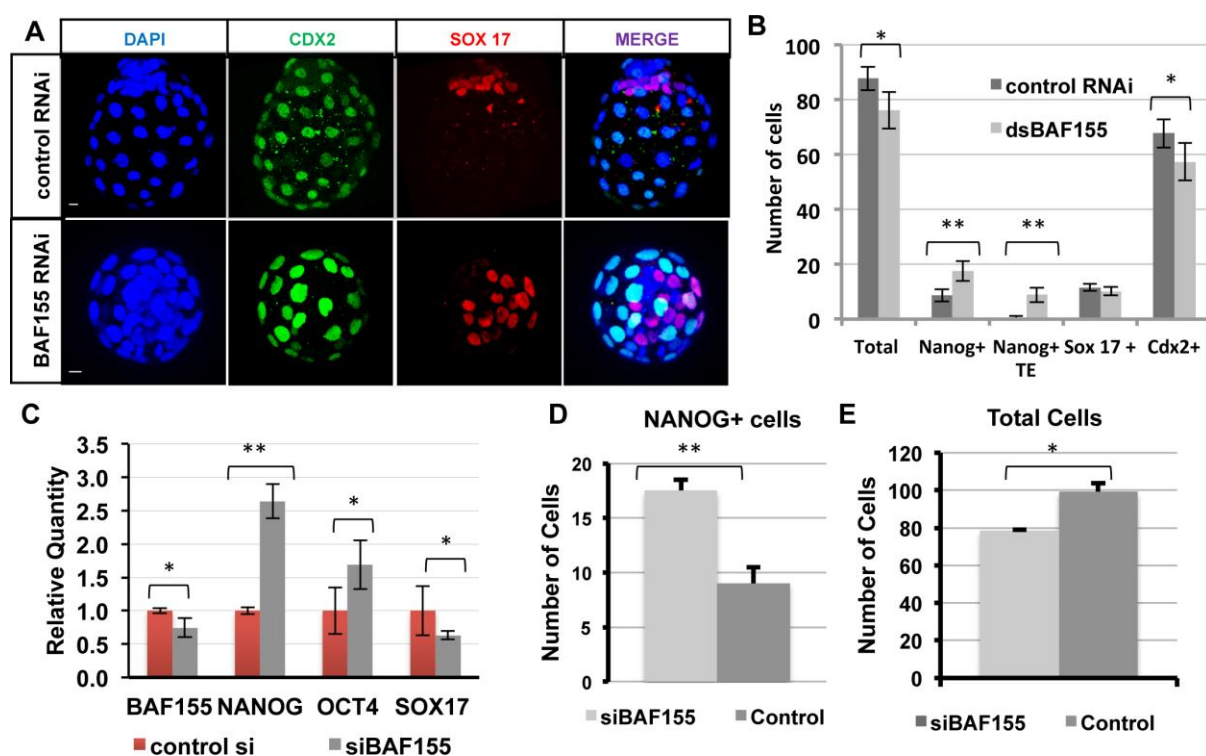 A
DAPI CDX2 SOX 17 MERGE
control RNAi
BAF155 RNAi
B
Number of cells
100
80
60
40
20
0
*
**
**
*
control RNAi
dsBAF155
Total Nanog+ Nanog+ Sox 17 + Cdx2+
TE
C
Relative Quantity
3.5
3.0
2.5
2.0
1.5
1.0
0.5
0.0
*
**
*
*
BAF155 NANOG OCT4 SOX17
control si siBAF155
D
NANOG+ cells
**
Number of Cells
20
15
10
5
0
siBAF155 Control
E
Total Cells
*
Number of Cells
120
100
80
60
40
20
0
siBAF155 Control